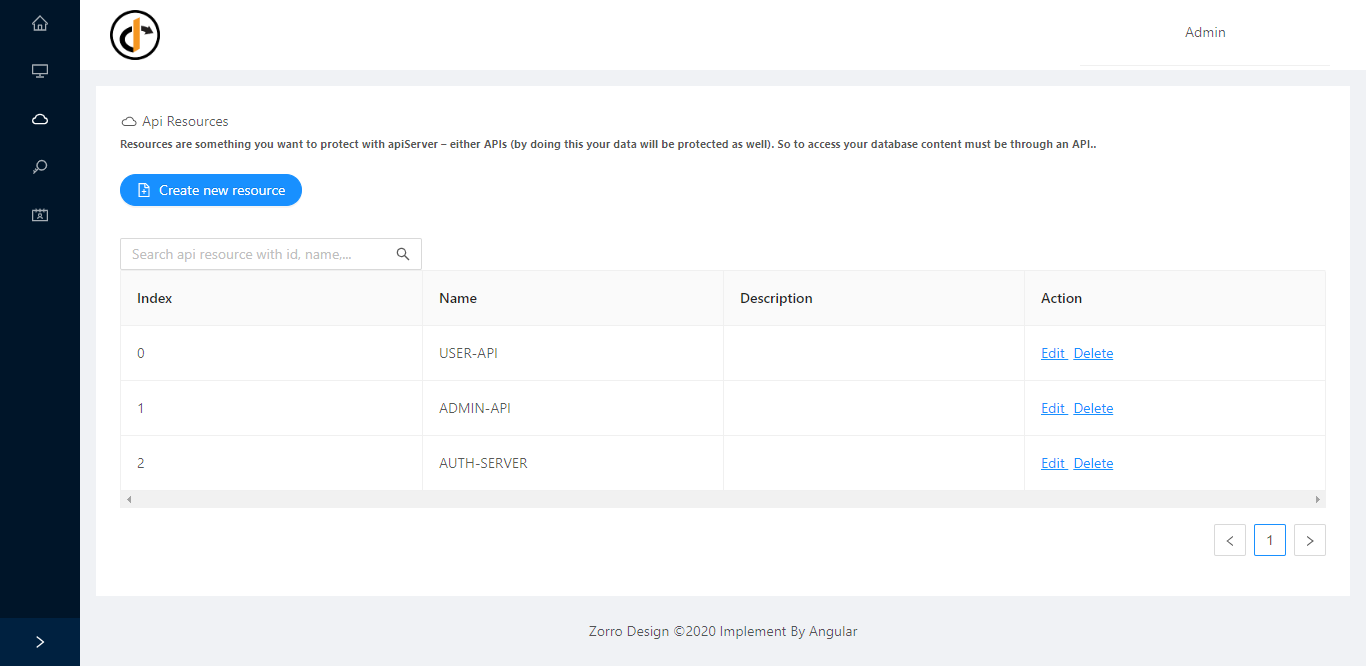 Admin
Api Resources
Resources are something you want to protect with apiServer – either APIs (by doing this your data will be protected as well). So to access your database content must be through an API..
Create new resource
Search api resource with id, name,...
Index Name Description Action
0 USER-API Edit Delete
1 ADMIN-API Edit Delete
2 AUTH-SERVER Edit Delete
1
Zorro Design ©2020 Implement By Angular